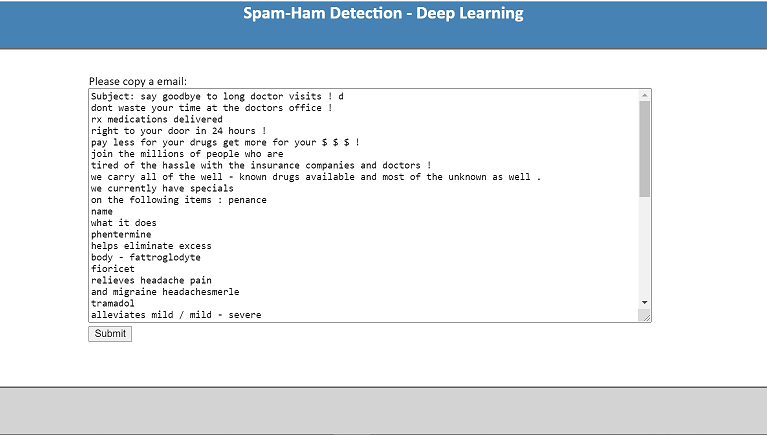 Spam-Ham Detection - Deep Learning
Please copy a email:
Subject: say goodbye to long doctor visits ! d
dont waste your time at the doctors office !
rx medications delivered
right to your door in 24 hours !
pay less for your drugs get more for your $ $ $ !
join the millions of people who are
tired of the hassle with the insurance companies and doctors !
we carry all of the well - known drugs available and most of the unknown as well .
we currently have specials
on the following items : penance
name
what it does
phentermine
helps eliminate excess
body - fattroglodyte
fioricet
relieves headache pain
and migraine headachesmerle
tramadol
alleviates mild / mild - severe
Submit